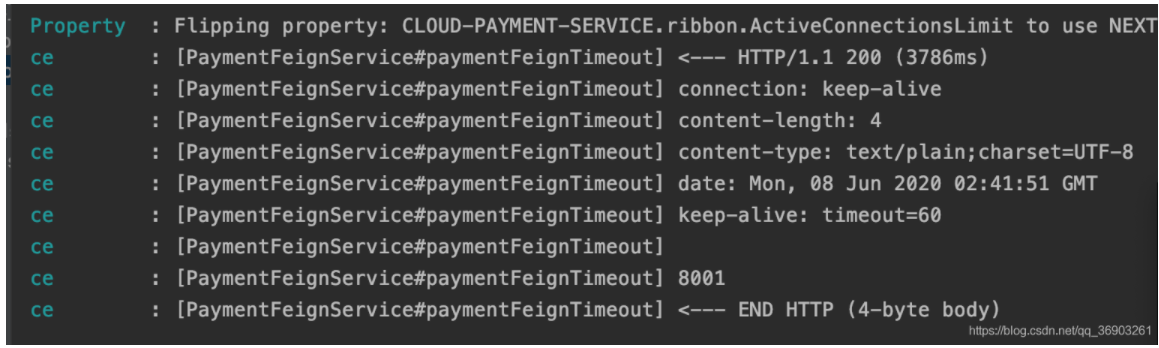 Property : Flipping property: CLOUD-PAYMENT-SERVICE.ribbon.ActiveConnectionsLimit to use NEXT
ce : [PaymentFeignService#paymentFeignTimeout] <--- HTTP/1.1 200 (3786ms)
ce : [PaymentFeignService#paymentFeignTimeout] connection: keep-alive
ce : [PaymentFeignService#paymentFeignTimeout] content-length: 4
ce : [PaymentFeignService#paymentFeignTimeout] content-type: text/plain;charset=UTF-8
ce : [PaymentFeignService#paymentFeignTimeout] date: Mon, 08 Jun 2020 02:41:51 GMT
ce : [PaymentFeignService#paymentFeignTimeout] keep-alive: timeout=60
ce : [PaymentFeignService#paymentFeignTimeout]
ce : [PaymentFeignService#paymentFeignTimeout] 8001
ce : [PaymentFeignService#paymentFeignTimeout] <--- END HTTP (4-byte body)
https://blog.csdn.net/qq_36903261